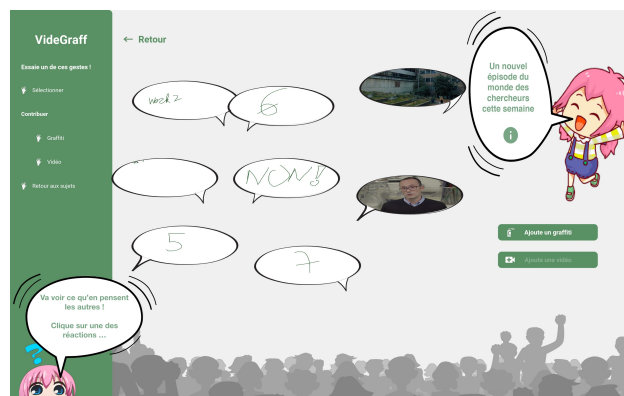 VideGraff
← Retour
Essaie un de ces gestes !
Sélectionner
Contribuer
Graffiti
Vidéo
Retour aux sujets
week 2
6
NON!
5
7
Un nouvel
épisode du
monde des
chercheurs
cette semaine
i
Ajoute un graffiti
Ajoute une vidéo
Va voir ce qu'en pensent
les autres !
Clique sur une des
réactions ...
?